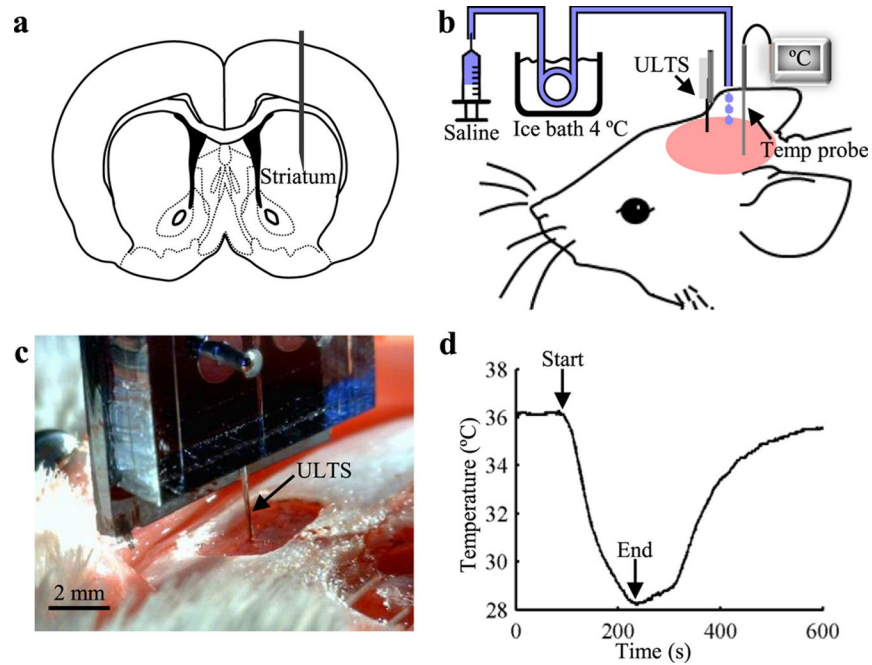 a
Striatum
b
Saline
Ice bath 4 ºC
ULTS
ºC
Temp probe
c
ULTS
2 mm
d
Start
End
Temperature (ºC)
38
36
34
32
30
28
0
200
400
600
Time (s)